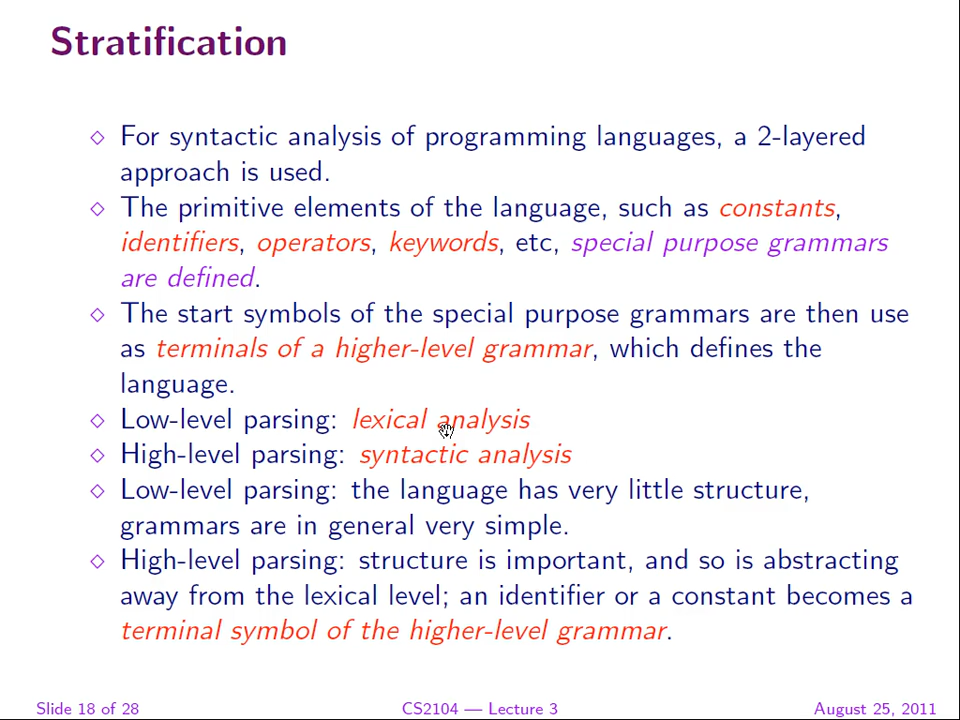 Stratification
◇ For syntactic analysis of programming languages, a 2-layered
approach is used.
◇ The primitive elements of the language, such as constants,
identifiers, operators, keywords, etc, special purpose grammars
are defined.
◇ The start symbols of the special purpose grammars are then use
as terminals of a higher-level grammar, which defines the
language.
◇ Low-level parsing: lexical analysis
◇ High-level parsing: syntactic analysis
◇ Low-level parsing: the language has very little structure,
grammars are in general very simple.
◇ High-level parsing: structure is important, and so is abstracting
away from the lexical level; an identifier or a constant becomes a
terminal symbol of the higher-level grammar.
Slide 18 of 28 CS2104 — Lecture 3 August 25, 2011